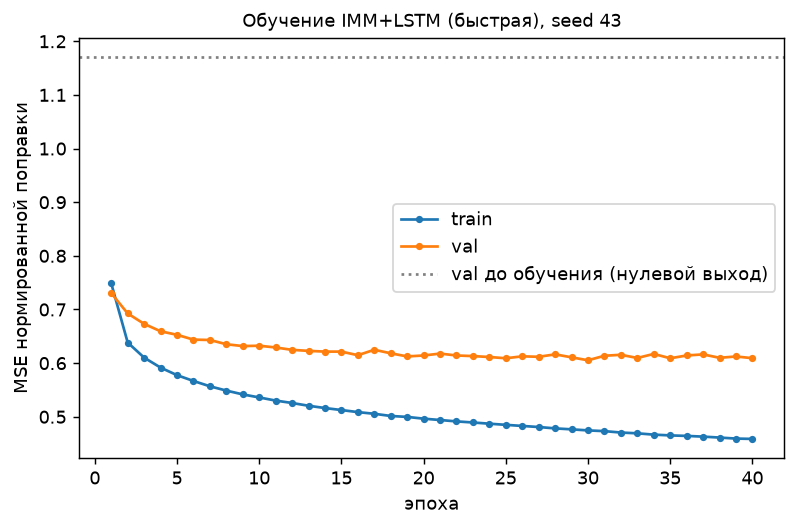 Обучение IMM+LSTM (быстрая), seed 43
MSE нормированной поправки
1.2
1.1
1.0
0.9
0.8
0.7
0.6
0.5
train
val
val до обучения (нулевой выход)
0 5 10 15 20 25 30 35 40
эпоха